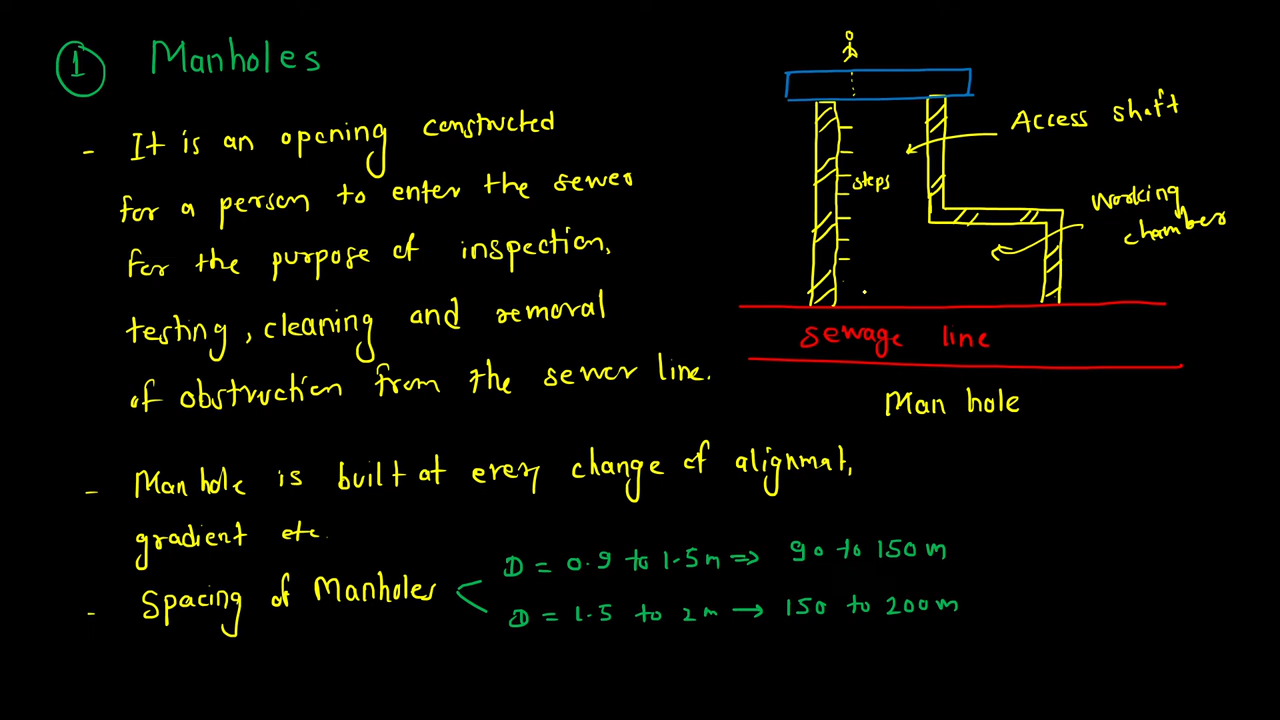 1 Manholes
- It is an opening constructed
for a person to enter the sewer
for the purpose of inspection,
testing, cleaning and removal
of obstruction from the sewer line.
steps
Access shaft
Working
chamber
sewage line
Man hole
- Man hole is built at every change of alignmat,
gradient etc.
- Spacing of Manholes
D = 0.9 to 1.5m ⇒ 90 to 150m
D = 1.5 to 2m → 150 to 200m